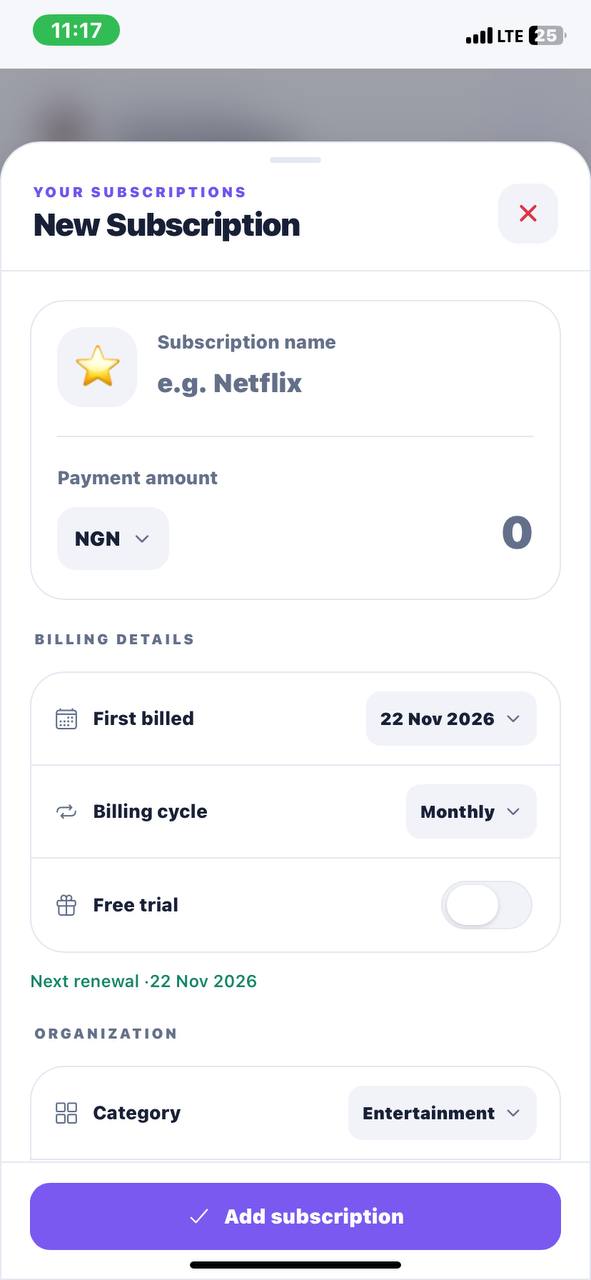 11:17
LTE 25
YOUR SUBSCRIPTIONS
New Subscription
Subscription name
e.g. Netflix
Payment amount
NGN
0
BILLING DETAILS
First billed
22 Nov 2026
Billing cycle
Monthly
Free trial
Next renewal ·22 Nov 2026
ORGANIZATION
Category
Entertainment
Add subscription